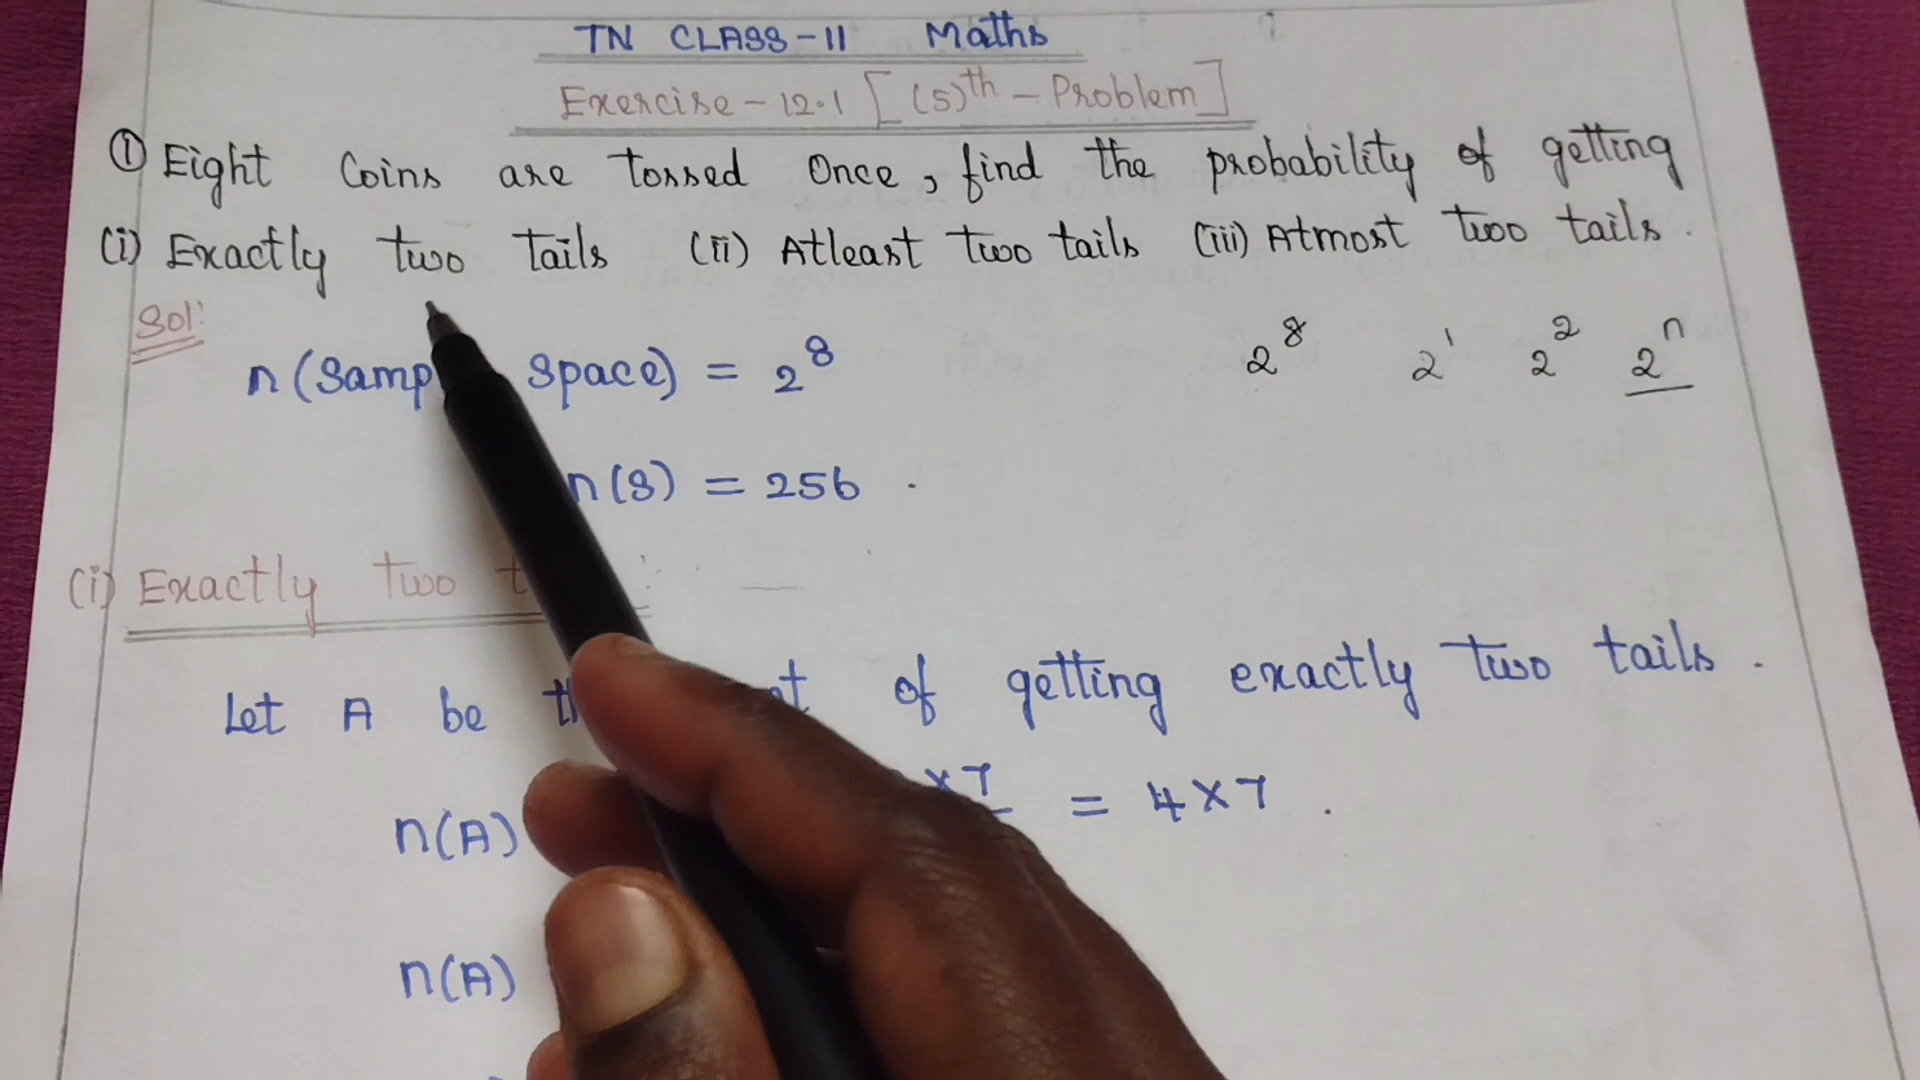 TN CLASS-11 Maths
Exercise-12.1 [(5)th - Problem]
① Eight Coins are tossed Once, find the probability of getting
(i) Exactly two tails (ii) Atleast two tails (iii) Atmost two tails.
Sol:
n(Samp space) = 2^8 2^8 2^1 2^2 2^n
n(S) = 256.
(i) Exactly two
Let A be of getting exactly two tails.
n(A) ×7 = 4×7.
n(A)